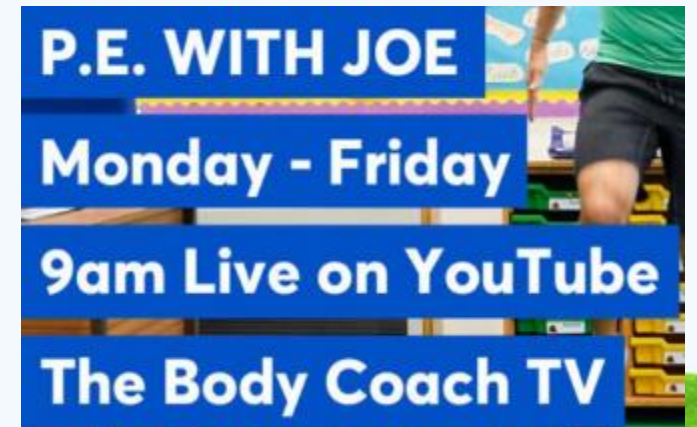 P.E. WITH JOE
Monday - Friday
9am Live on YouTube
The Body Coach TV